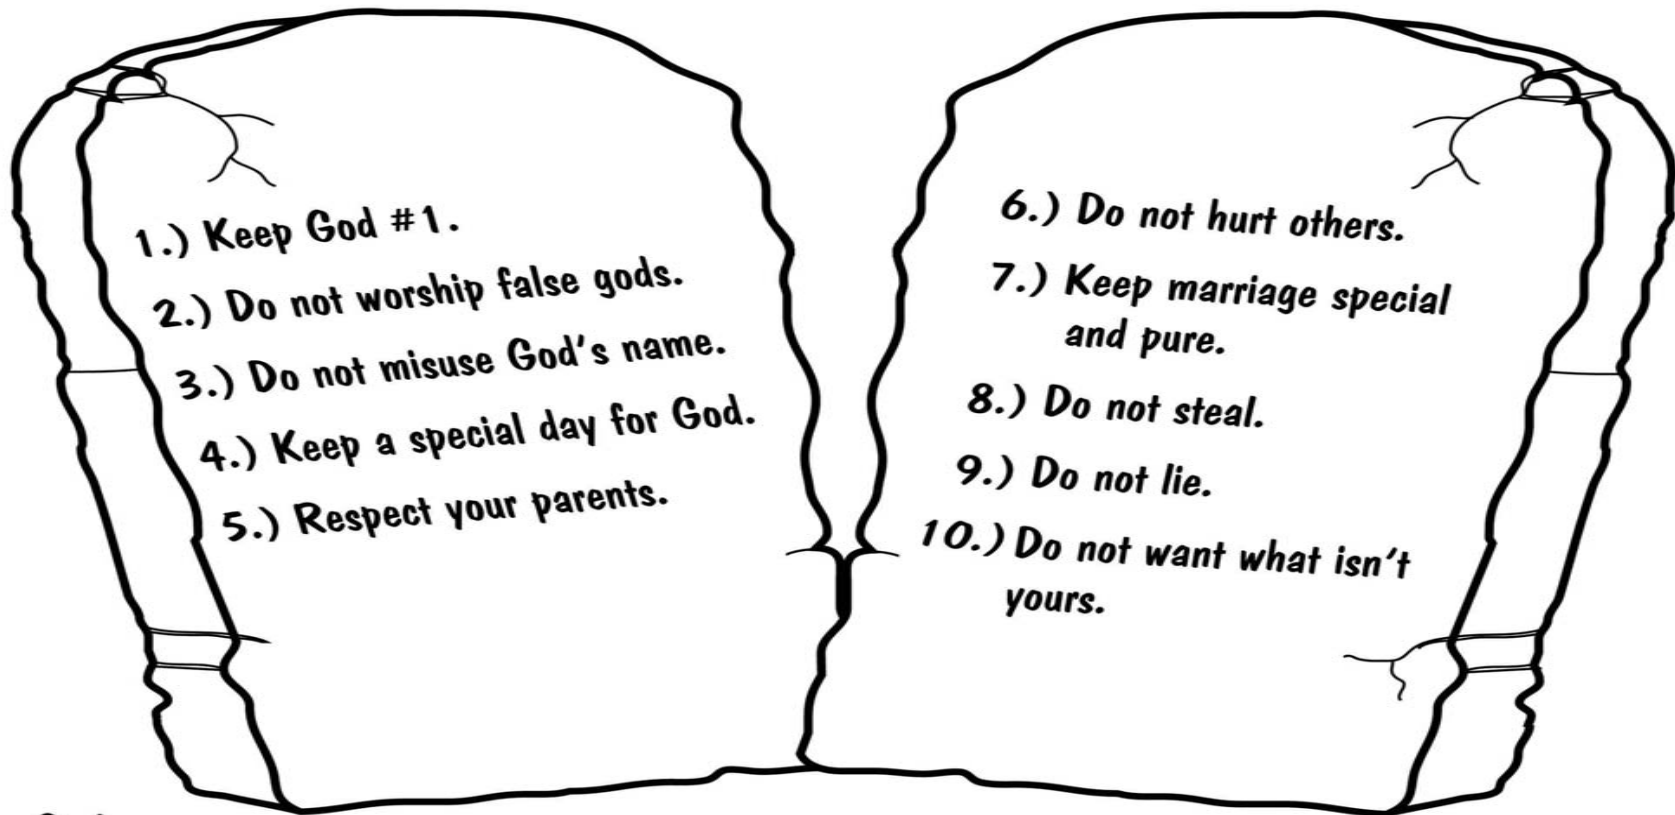 1.) Keep God #1.
2.) Do not worship false gods.
3.) Do not misuse God's name.
4.) Keep a special day for God.
5.) Respect your parents.
6.) Do not hurt others.
7.) Keep marriage special
and pure.
8.) Do not steal.
9.) Do not lie.
10.) Do not want what isn't
yours.